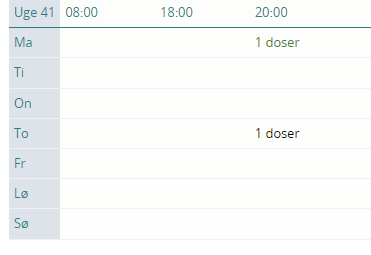 Uge 41 08:00 18:00 20:00
Ma 1 doser
Ti
On
To 1 doser
Fr
Lø
Sø